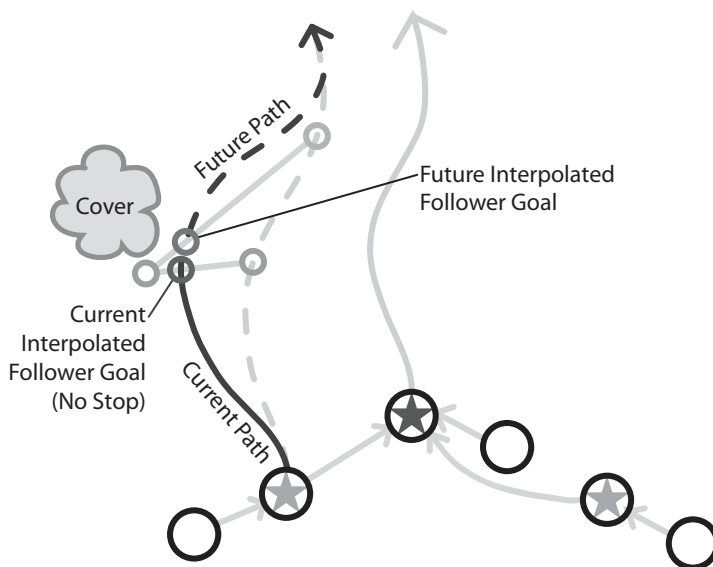 Future Path
Cover
Future Interpolated
Follower Goal
Current
Interpolated
Follower Goal
(No Stop)
Current Path